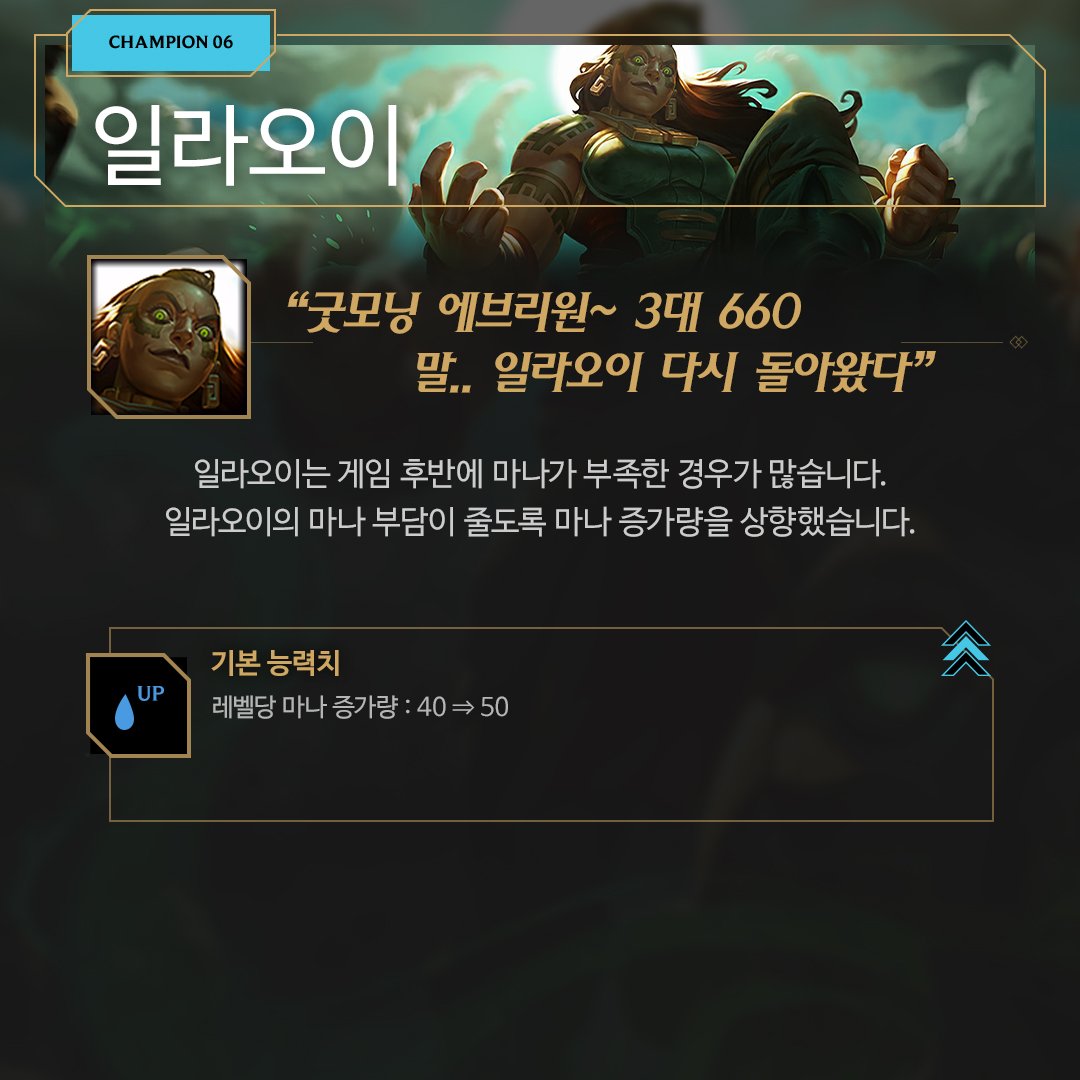 CHAMPION 06
일라오이
“굿모닝 에브리원~ 3대 660
말.. 일라오이 다시 돌아왔다”
일라오이는 게임 후반에 마나가 부족한 경우가 많습니다.
일라오이의 마나 부담이 줄도록 마나 증가량을 상향했습니다.
UP
기본 능력치
레벨당 마나 증가량 : 40 ⇒ 50